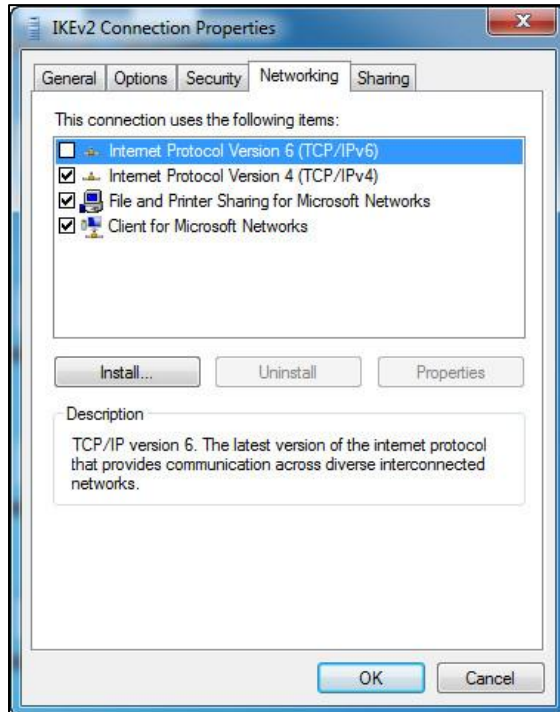 IKEv2 Connection Properties
General Options Security Networking Sharing
This connection uses the following items:
Internet Protocol Version 6 (TCP/IPv6)
Internet Protocol Version 4 (TCP/IPv4)
File and Printer Sharing for Microsoft Networks
Client for Microsoft Networks
Install... Uninstall Properties
Description
TCP/IP version 6. The latest version of the internet protocol
that provides communication across diverse interconnected
networks.
OK Cancel